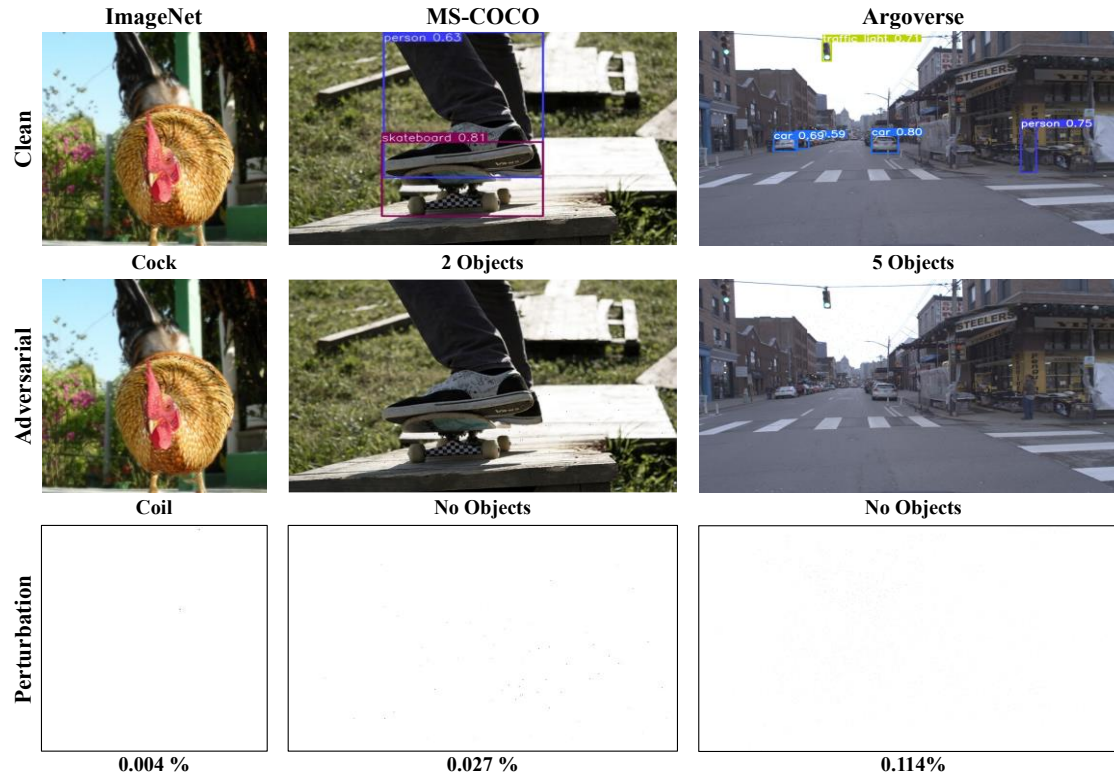 ImageNet
MS-COCO
Argoverse
Clean
person 0.63
skateboard 0.81
traffic light 0.71
car 0.69
0.59
car 0.80
person 0.75
STEELERS
Cock
2 Objects
5 Objects
Adversarial
STEELERS
Coil
No Objects
No Objects
Perturbation
0.004 %
0.027 %
0.114%